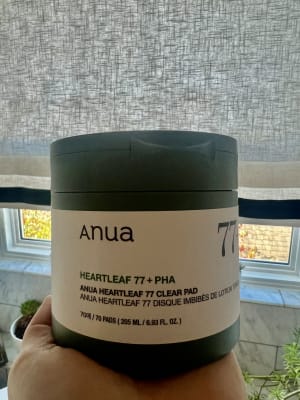 Anua
77
HEARTLEAF 77 + PHA
ANUA HEARTLEAF 77 CLEAR PAD
ANUA HEARTLEAF 77 DISQUE IMBIBÉS DE LOTION
70 PADS ( 205 ML / 6.93 FL. OZ. )